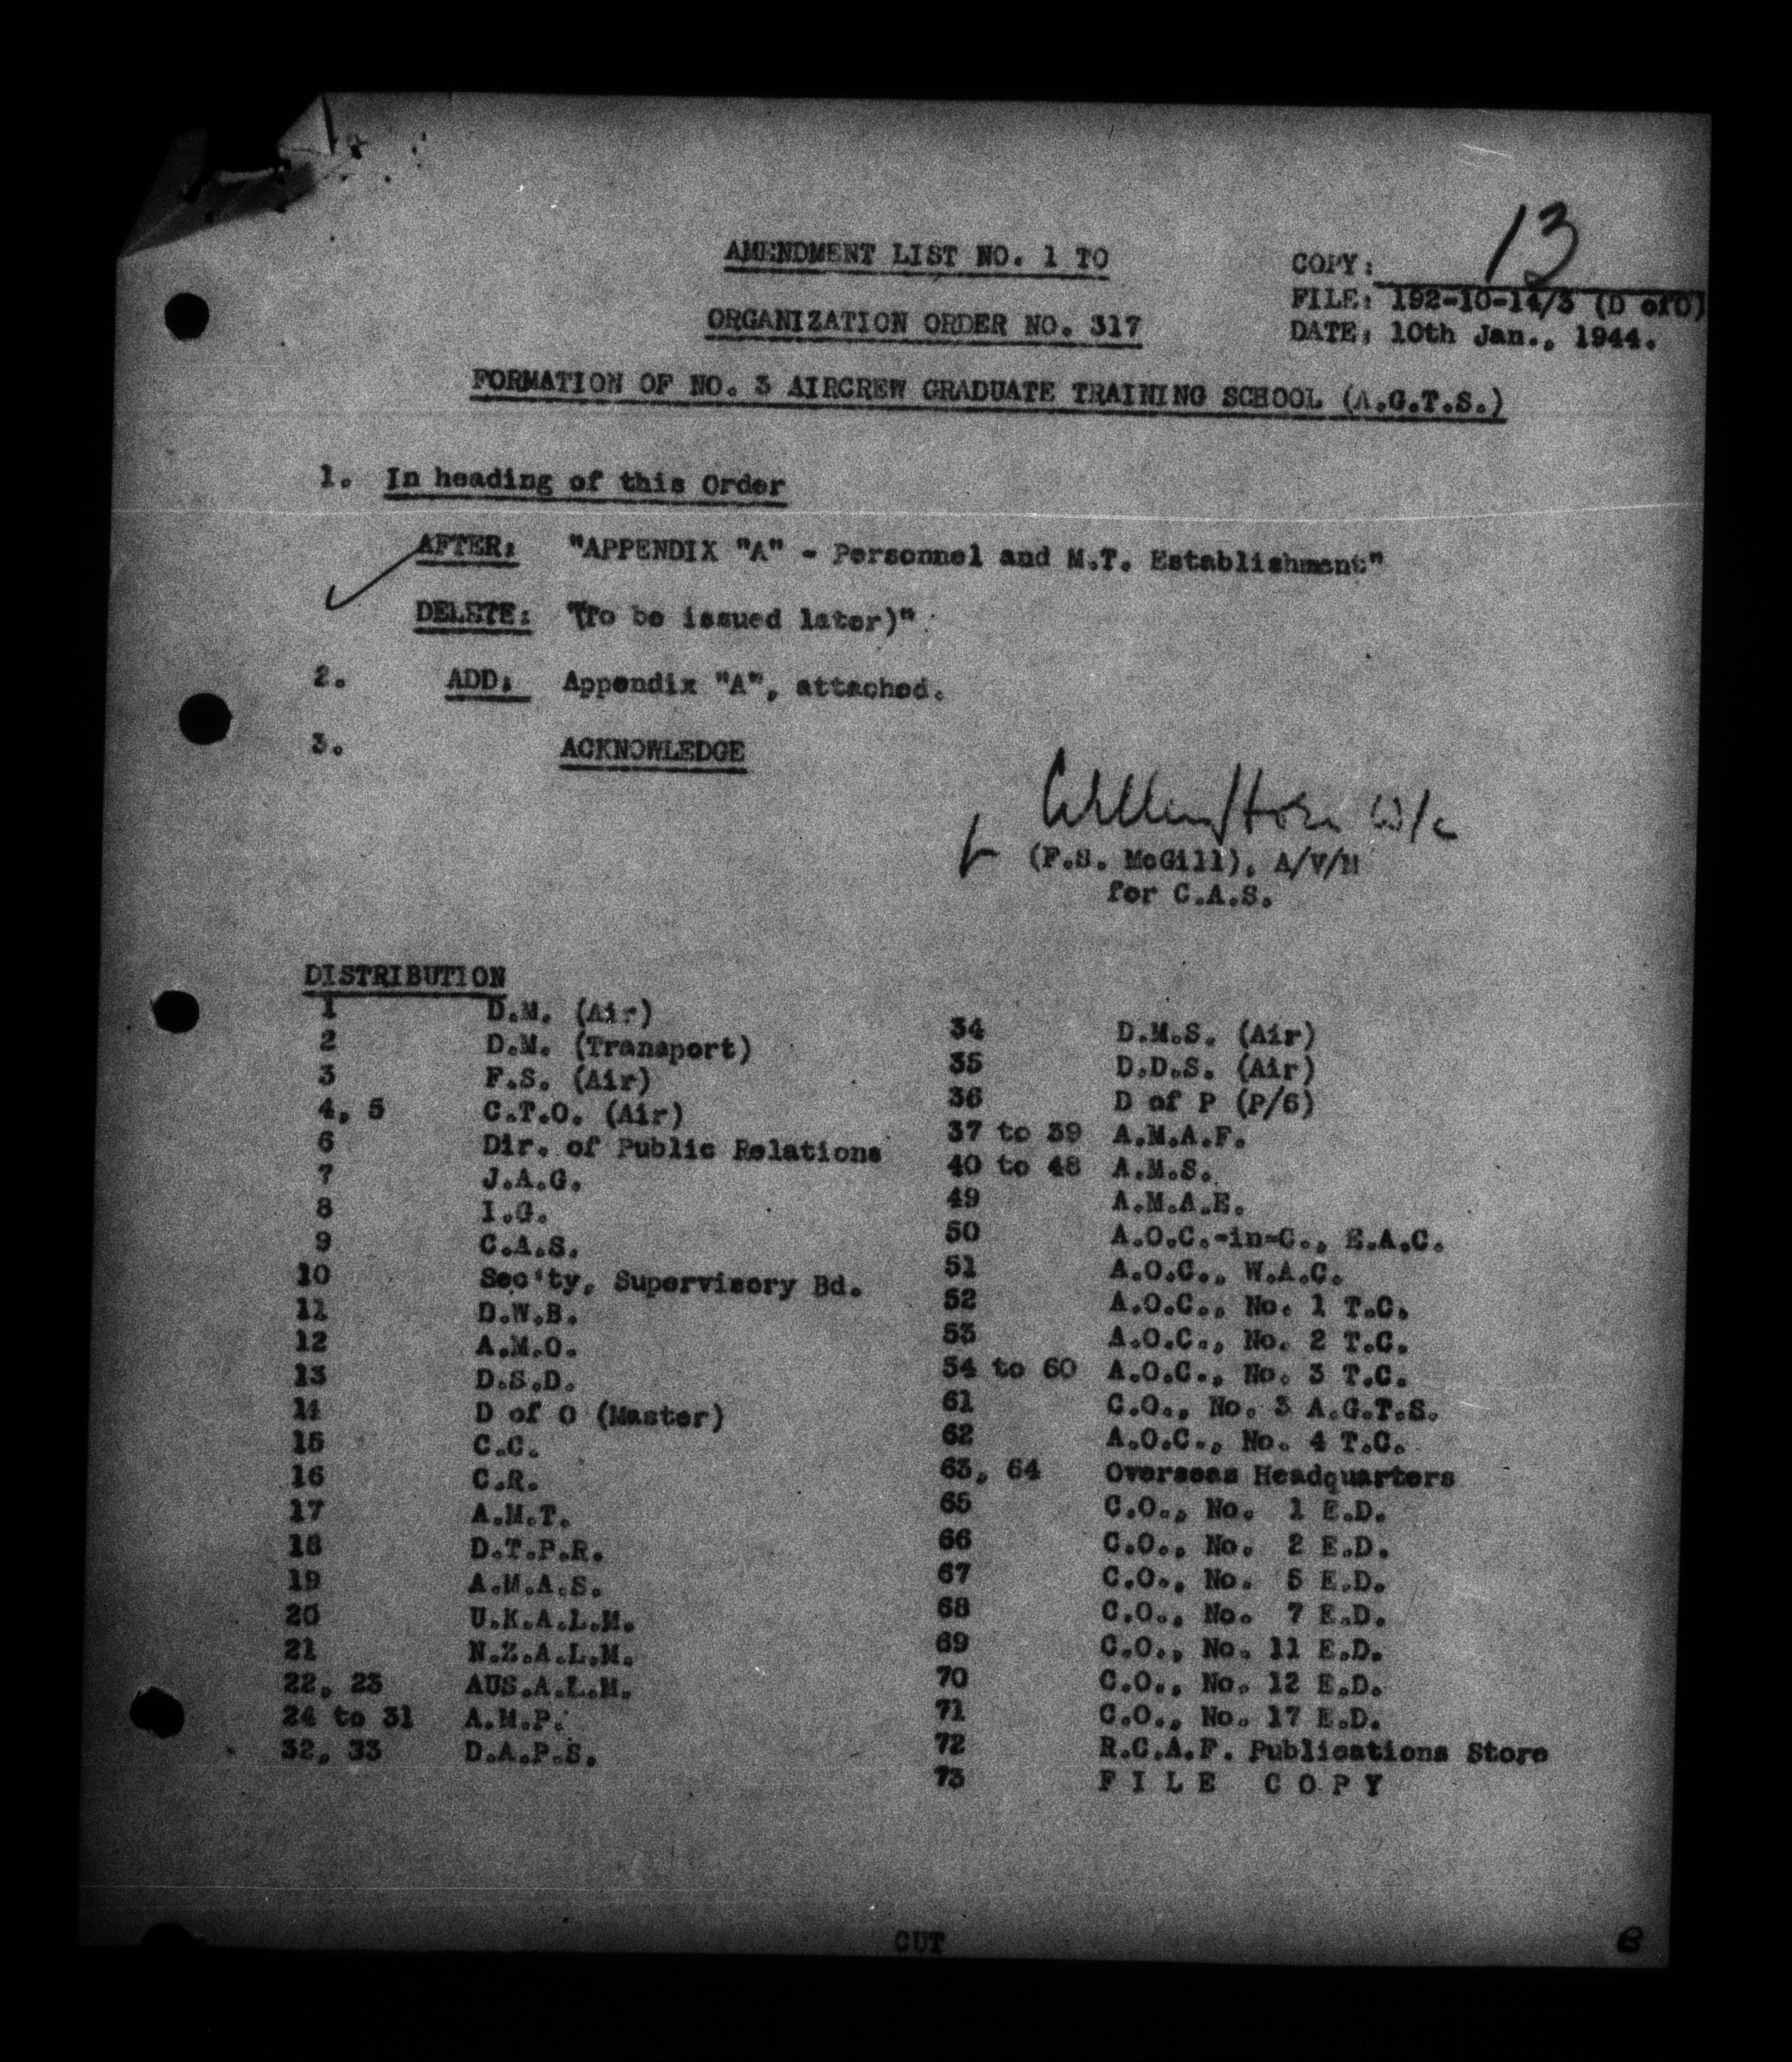 AMENDMENT LIST NO. 1 TO
ORGANIZATION ORDER NO. 317
COPY: 13
FILE: 192-10-14/3 (D of O)
DATE: 10th Jan., 1944.
FORMATION OF NO. 3 AIRCREW GRADUATE TRAINING SCHOOL (A.G.T.S.)
1. In heading of this Order
AFTER: "APPENDIX "A" - Personnel and M.T. Establishment"
DELETE: "(To be issued later)"
2. ADD: Appendix "A", attached.
3. ACKNOWLEDGE
W/C
(F.S. McGill), A/V/M
for C.A.S.
DISTRIBUTION
1 D.M. (Air)
2 D.M. (Transport)
3 F.S. (Air)
4, 5 C.T.O. (Air)
6 Dir. of Public Relations
7 J.A.G.
8 I.G.
9 C.A.S.
10 Sec'ty, Supervisory Bd.
11 D.W.B.
12 A.M.O.
13 D.S.D.
14 D of O (Master)
15 C.C.
16 C.R.
17 A.M.T.
18 D.T.P.R.
19 A.M.A.S.
20 U.K.A.L.M.
21 N.Z.A.L.M.
22, 23 AUS.A.L.M.
24 to 31 A.M.P.
32, 33 D.A.P.S.
34 D.M.S. (Air)
35 D.D.S. (Air)
36 D of P (P/6)
37 to 39 A.M.A.F.
40 to 48 A.M.S.
49 A.M.A.E.
50 A.O.C.-in-C., E.A.C.
51 A.O.C., W.A.C.
52 A.O.C., No. 1 T.C.
53 A.O.C., No. 2 T.C.
54 to 60 A.O.C., No. 3 T.C.
61 C.O., No. 3 A.G.T.S.
62 A.O.C., No. 4 T.C.
63, 64 Overseas Headquarters
65 C.O., No. 1 E.D.
66 C.O., No. 2 E.D.
67 C.O., No. 5 E.D.
68 C.O., No. 7 E.D.
69 C.O., No. 11 E.D.
70 C.O., No. 12 E.D.
71 C.O., No. 17 E.D.
72 R.C.A.F. Publications Store
73 F I L E C O P Y